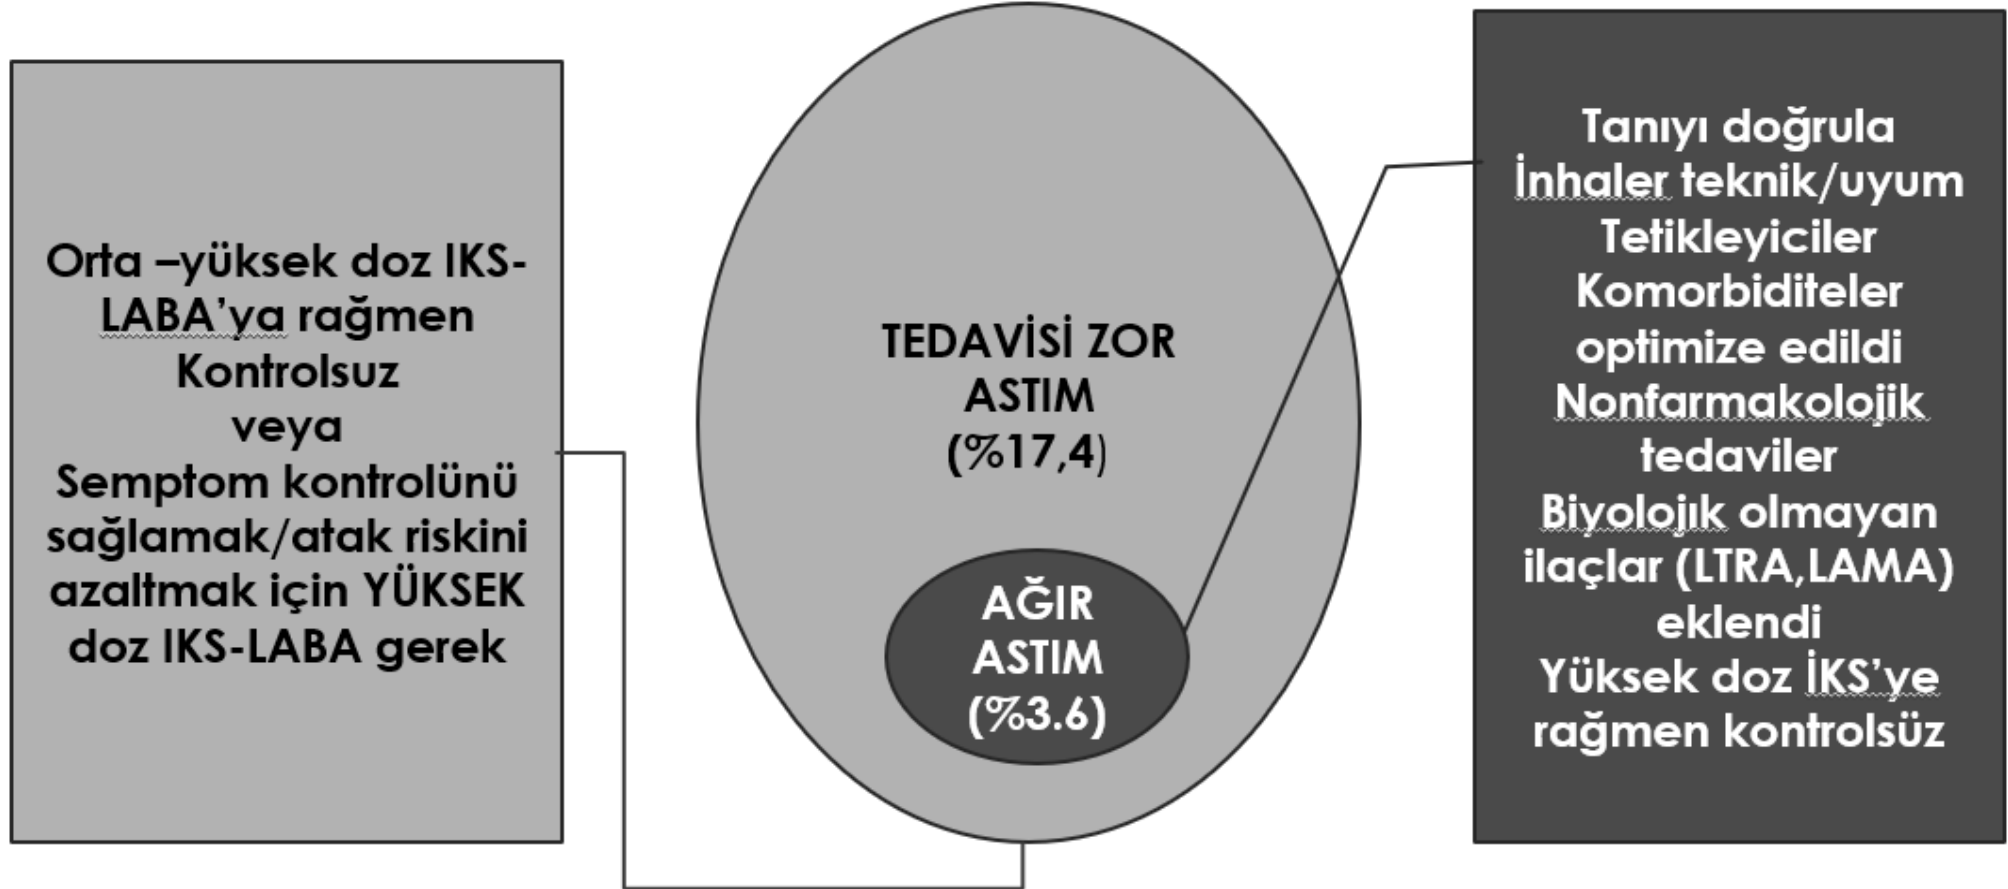 Orta –yüksek doz IKS-
LABA’ya rağmen
Kontrolsuz
veya
Semptom kontrolünü
sağlamak/atak riskini
azaltmak için YÜKSEK
doz IKS-LABA gerek
TEDAVİSİ ZOR
ASTIM
(%17,4)
AĞIR
ASTIM
(%3.6)
Tanıyı doğrula
İnhaler teknik/uyum
Tetikleyiciler
Komorbiditeler
optimize edildi
Nonfarmakolojik
tedaviler
Biyolojık olmayan
ilaçlar (LTRA,LAMA)
eklendi
Yüksek doz İKS’ye
rağmen kontrolsüz